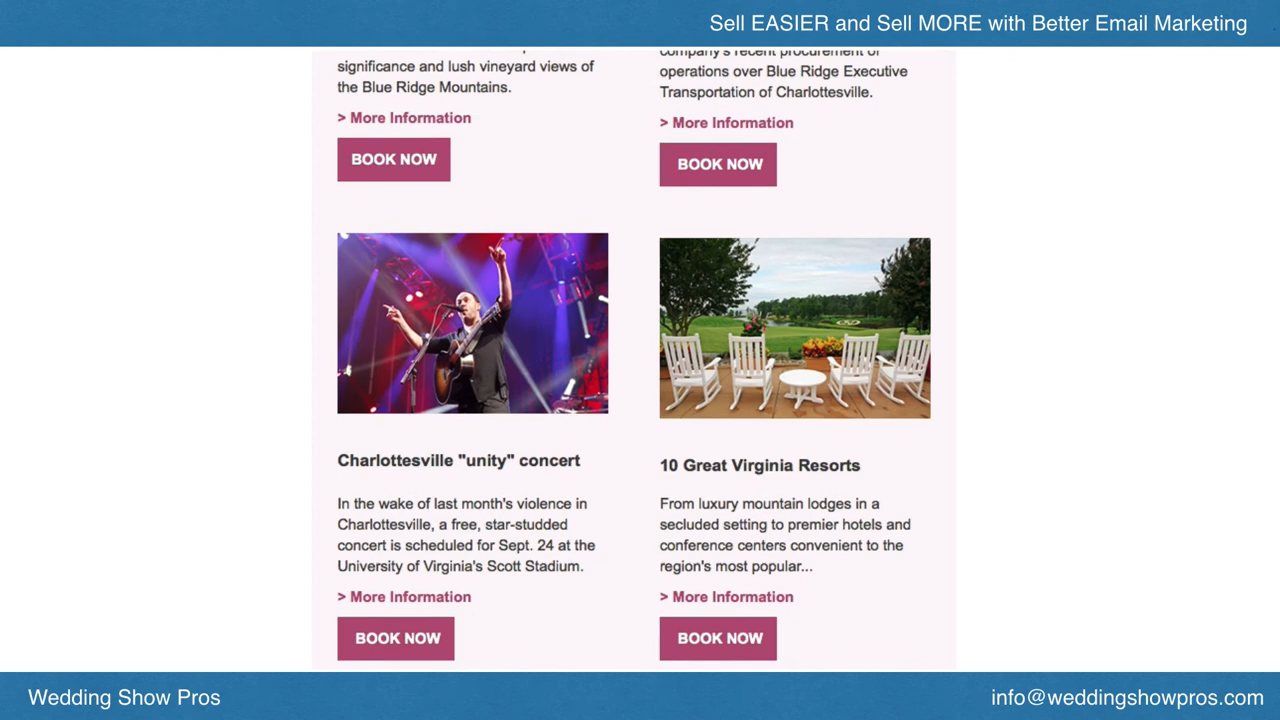 Sell EASIER and Sell MORE with Better Email Marketing
significance and lush vineyard views of
the Blue Ridge Mountains.
> More Information
BOOK NOW
company's recent procurement of
operations over Blue Ridge Executive
Transportation of Charlottesville.
> More Information
BOOK NOW
Charlottesville "unity" concert
In the wake of last month's violence in
Charlottesville, a free, star-studded
concert is scheduled for Sept. 24 at the
University of Virginia's Scott Stadium.
> More Information
BOOK NOW
10 Great Virginia Resorts
From luxury mountain lodges in a
secluded setting to premier hotels and
conference centers convenient to the
region's most popular...
> More Information
BOOK NOW
Wedding Show Pros
info@weddingshowpros.com